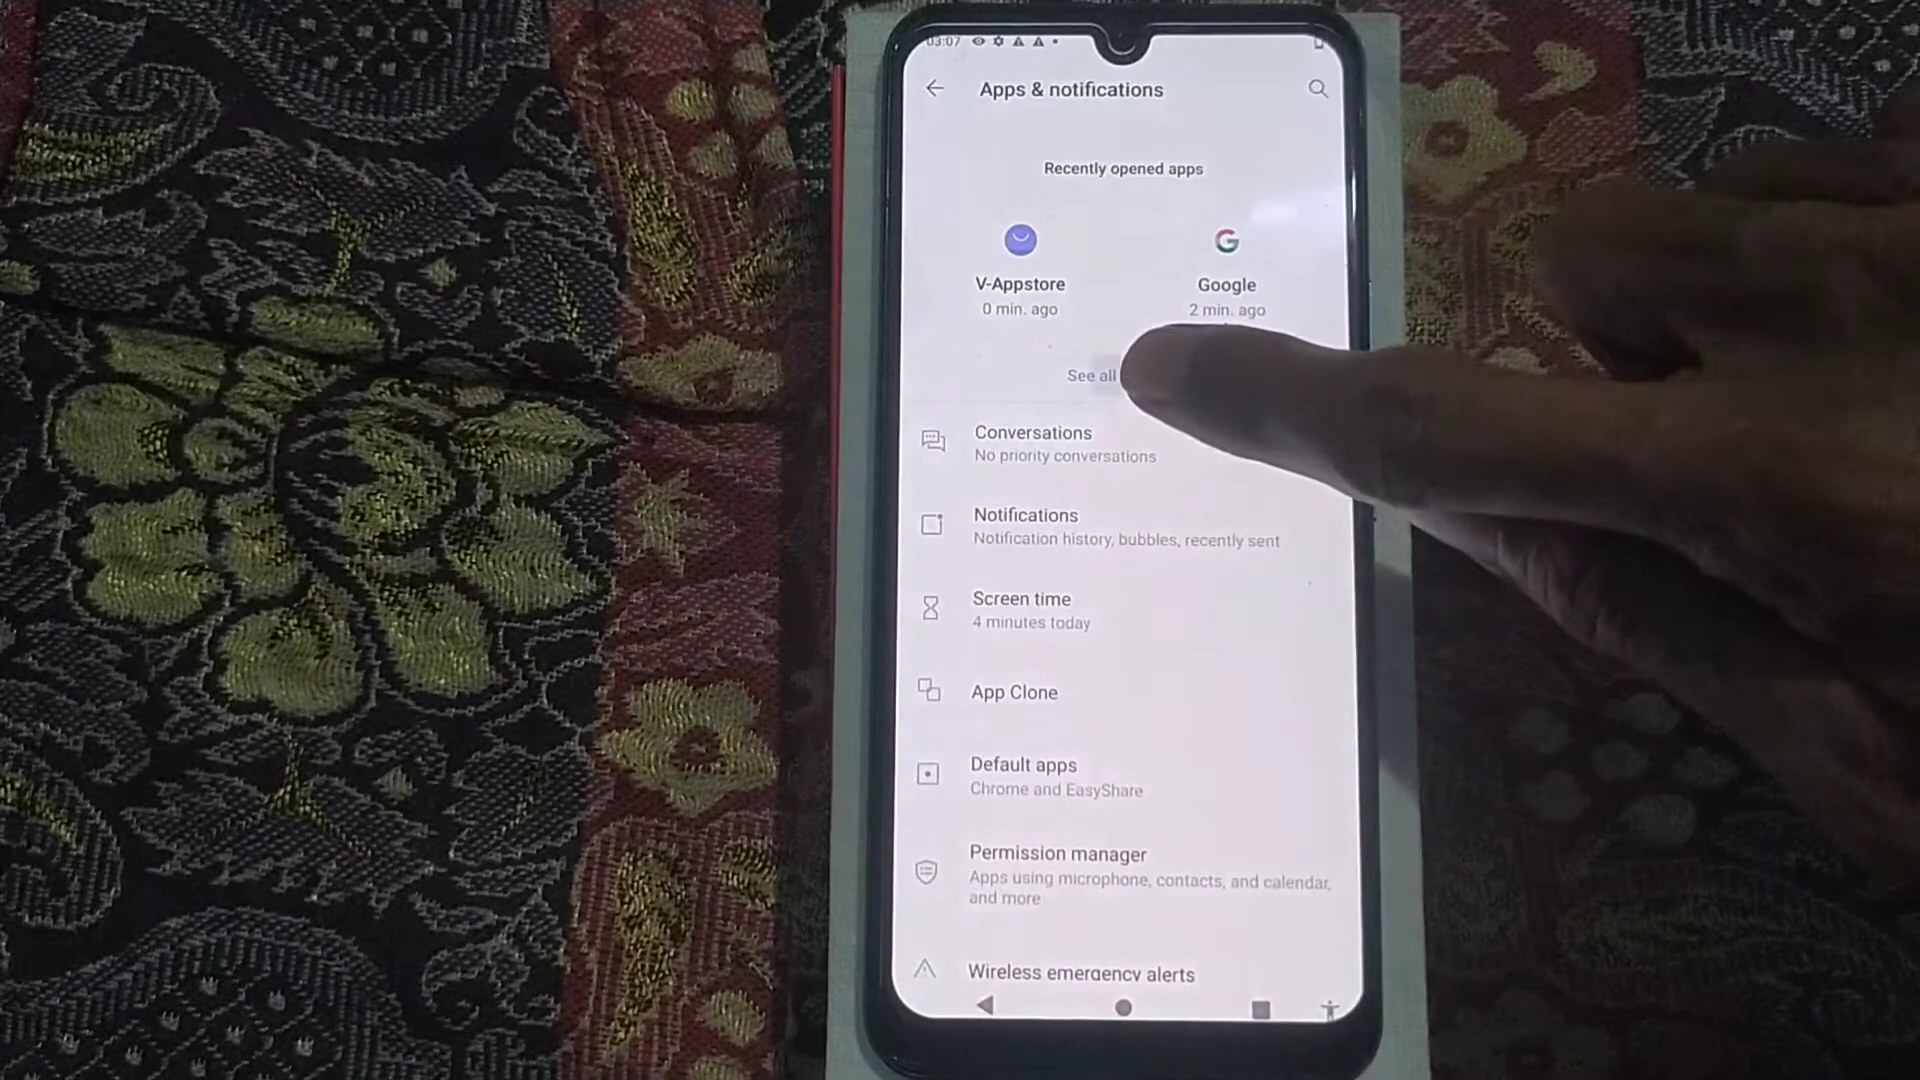 03:07
Apps & notifications
Recently opened apps
V-Appstore
Google
0 min. ago
2 min. ago
See all
Conversations
No priority conversations
Notifications
Notification history, bubbles, recently sent
Screen time
4 minutes today
App Clone
Default apps
Chrome and EasyShare
Permission manager
Apps using microphone, contacts, and calendar,
and more
Wireless emergency alerts